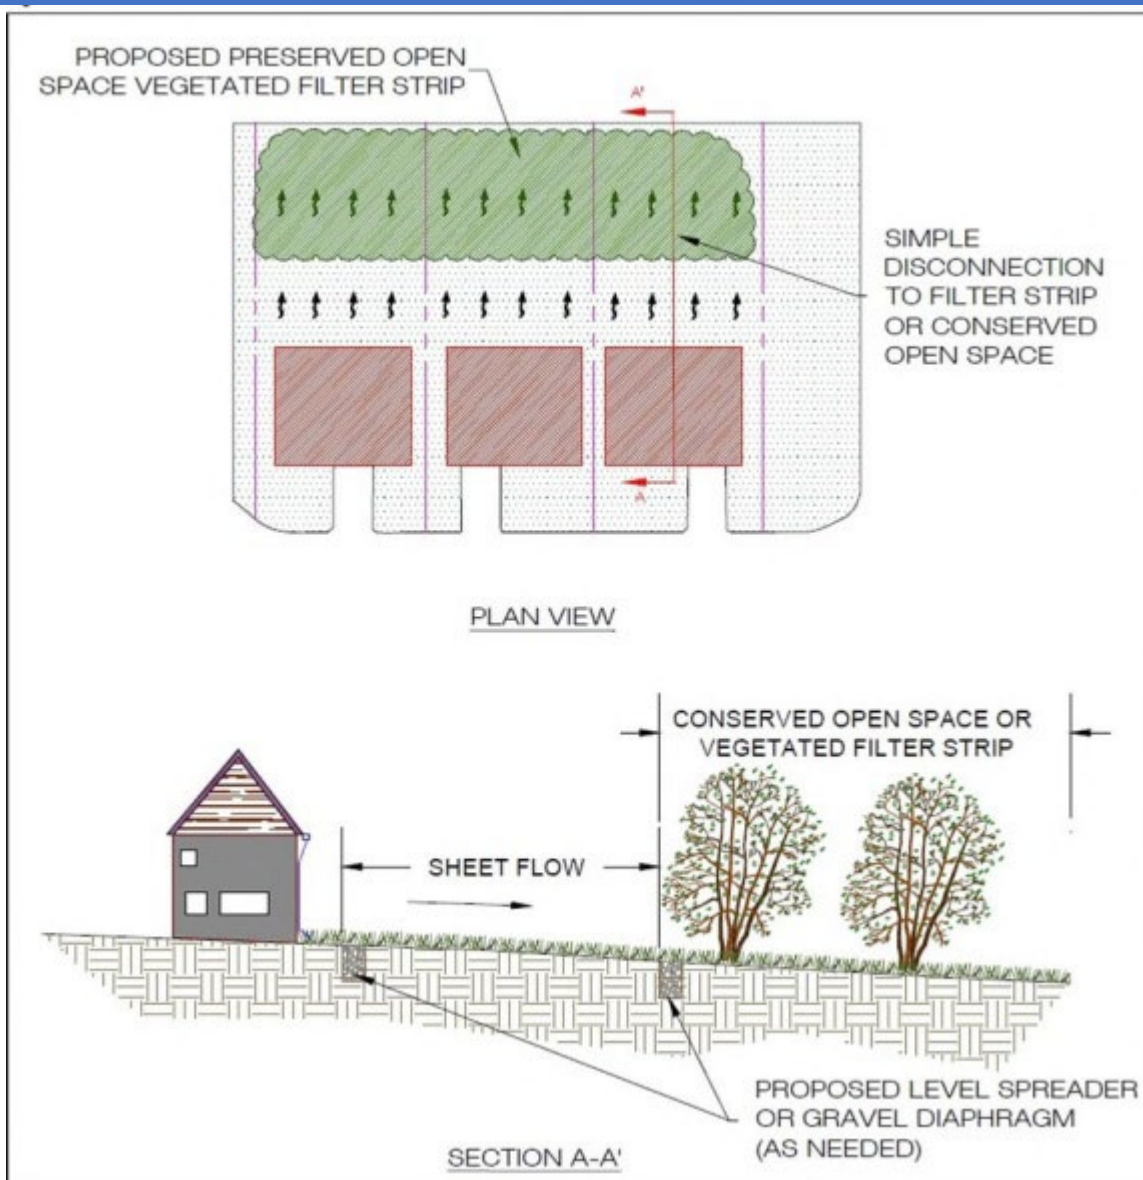 PROPOSED PRESERVED OPEN
SPACE VEGETATED FILTER STRIP
A'
SIMPLE
DISCONNECTION
TO FILTER STRIP
OR CONSERVED
OPEN SPACE
A
PLAN VIEW
CONSERVED OPEN SPACE OR
VEGETATED FILTER STRIP
SHEET FLOW
PROPOSED LEVEL SPREADER
OR GRAVEL DIAPHRAGM
(AS NEEDED)
SECTION A-A'